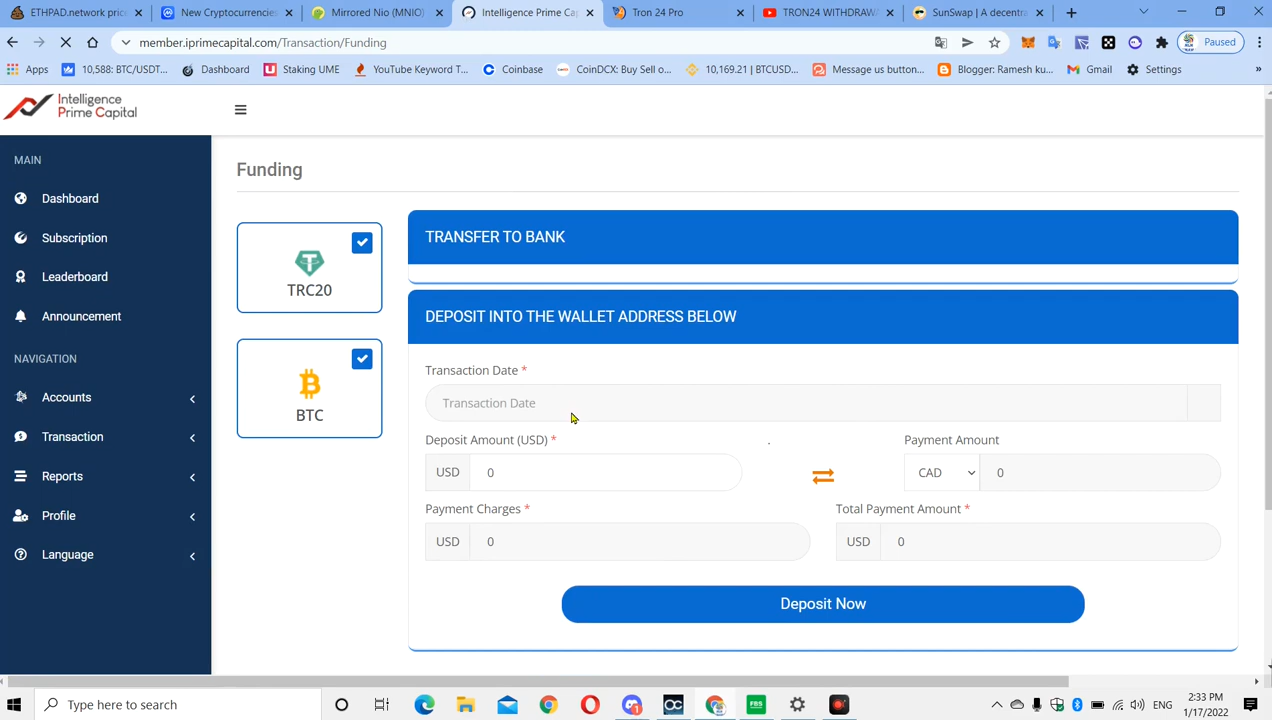 ETHPAD.network price
New Cryptocurrencies
Mirrored Nio (MNIO)
Intelligence Prime Cap
Tron 24 Pro
TRON24 WITHDRAWA
SunSwap | A decentra
member.iprimecapital.com/Transaction/Funding
Paused
Apps
10,588: BTC/USDT...
Dashboard
Staking UME
YouTube Keyword T...
Coinbase
CoinDCX: Buy Sell o...
10,169.21 | BTCUSD...
Message us button...
Blogger: Ramesh ku...
Gmail
Settings
»
Intelligence
Prime Capital
MAIN
Dashboard
Subscription
Leaderboard
Announcement
NAVIGATION
Accounts
Transaction
Reports
Profile
Language
Funding
TRC20
BTC
TRANSFER TO BANK
DEPOSIT INTO THE WALLET ADDRESS BELOW
Transaction Date *
Transaction Date
Deposit Amount (USD) *
.
Payment Amount
USD 0
CAD 0
Payment Charges *
Total Payment Amount *
USD 0
USD 0
Deposit Now
Type here to search
FBS
ENG
2:33 PM
1/17/2022